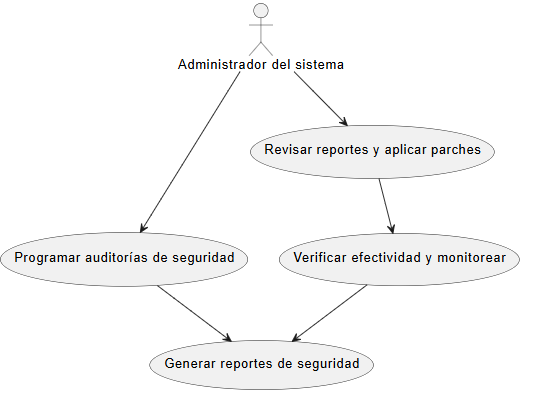 Administrador del sistema
Revisar reportes y aplicar parches
Programar auditorías de seguridad
Verificar efectividad y monitorear
Generar reportes de seguridad